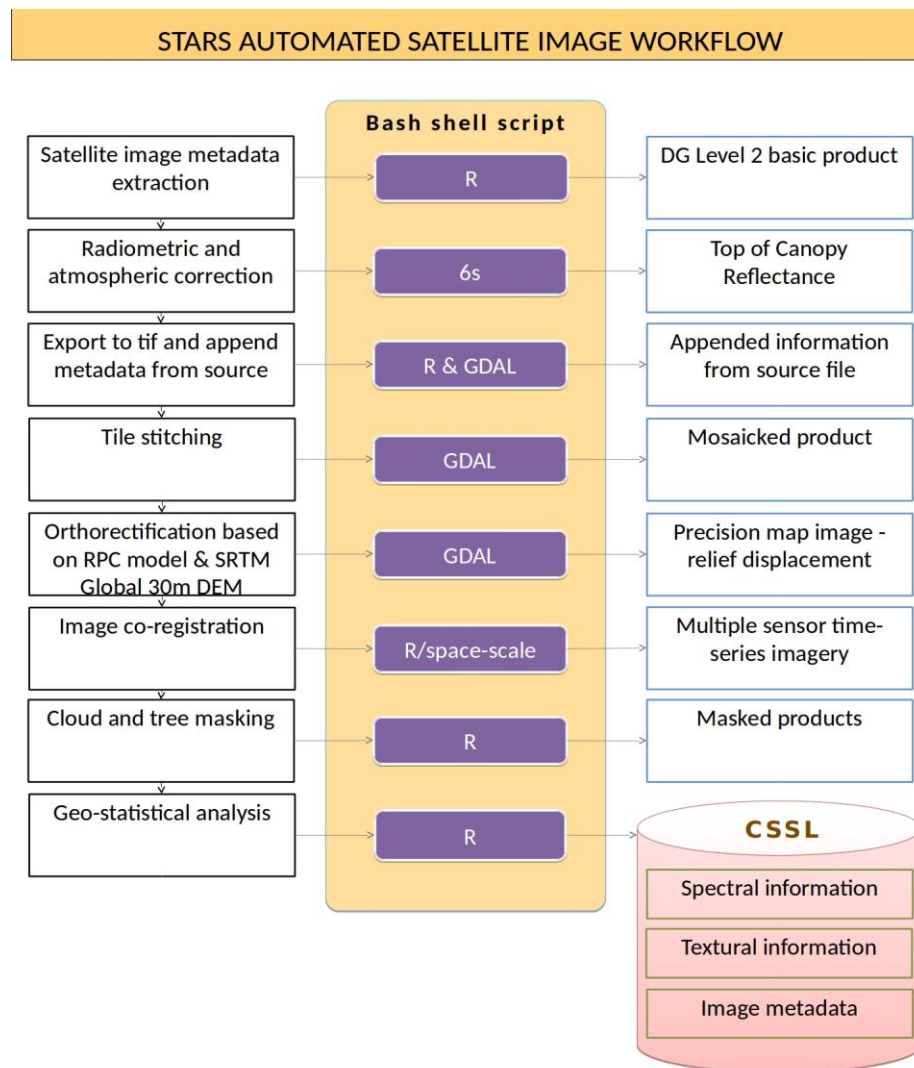 STARS AUTOMATED SATELLITE IMAGE WORKFLOW
Bash shell script
Satellite image metadata
extraction
R
DG Level 2 basic product
Radiometric and
atmospheric correction
6s
Top of Canopy
Reflectance
Export to tif and append
metadata from source
R & GDAL
Appended information
from source file
Tile stitching
GDAL
Mosaicked product
Orthorectification based
on RPC model & SRTM
Global 30m DEM
GDAL
Precision map image -
relief displacement
Image co-registration
R/space-scale
Multiple sensor time-
series imagery
Cloud and tree masking
R
Masked products
Geo-statistical analysis
R
CSSL
Spectral information
Textural information
Image metadata